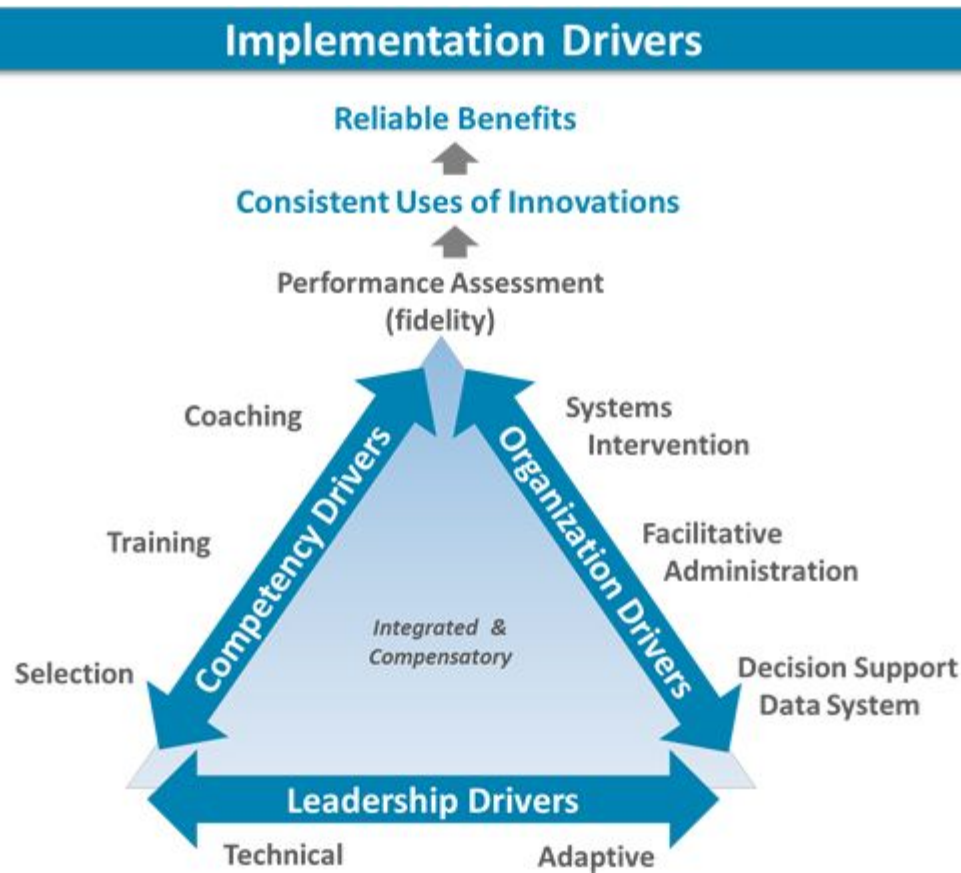 Implementation Drivers
Reliable Benefits
Consistent Uses of Innovations
Performance Assessment
(fidelity)
Coaching
Training
Selection
Competency Drivers
Organization Drivers
Systems
Intervention
Facilitative
Administration
Decision Support
Data System
Integrated &
Compensatory
Leadership Drivers
Technical
Adaptive